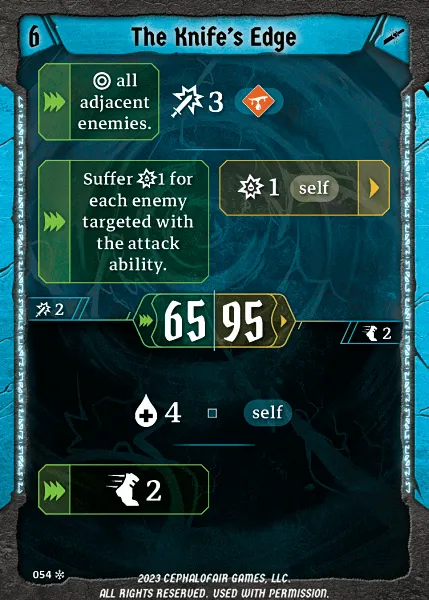 6
The Knife's Edge
all
adjacent
enemies.
3
Suffer 1 for
each enemy
targeted with
the attack
ability.
1 self
2
65 95
2
4 self
2
054
2023 CEPHALOFAIR GAMES, LLC.
ALL RIGHTS RESERVED. USED WITH PERMISSION.